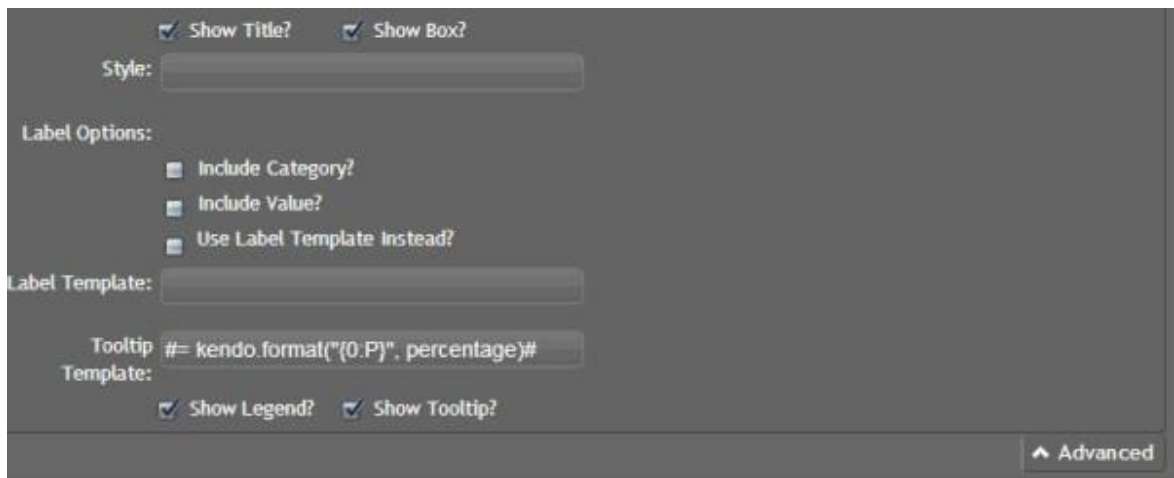 Show Title? Show Box?
Style:
Label Options:
Include Category?
Include Value?
Use Label Template Instead?
Label Template:
Tooltip Template: #= kendo.format("{0:P}", percentage)#
Show Legend? Show Tooltip?
Advanced